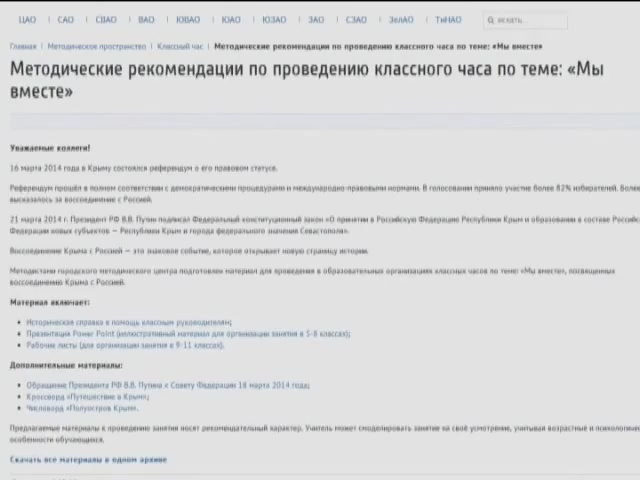 ЦАО | САО | СВАО | ВАО | ЮВАО | ЮАО | ЮЗАО | ЗАО | СЗАО | ЗелАО | ТиНАО искать..
Главная | Методическое пространство | Классный час | Методические рекомендации по проведению классного часа по теме: «Мы вместе»
Методические рекомендации по проведению классного часа по теме: «Мы
вместе»
Уважаемые коллеги!
16 марта 2014 года в Крыму состоялся референдум о его правовом статусе.
Референдум прошёл в полном соответствии с демократическими процедурами и международно-правовыми нормами. В голосовании приняло участие более 82% избирателей. Более
высказалось за воссоединение с Россией.
21 марта 2014 г. Президент РФ В.В. Путин подписал Федеральный конституционный закон «О принятии в Российскую Федерацию Республики Крым и образовании в составе Российс
Федерации новых субъектов — Республики Крым и города федерального значения Севастополя».
Воссоединение Крыма с Россией — это знаковое событие, которое открывает новую страницу истории.
Методистами городского методического центра подготовлен материал для проведения в образовательных организациях классных часов по теме: «Мы вместе», посвященных
воссоединению Крыма с Россией.
Материал включает:
Историческая справка в помощь классным руководителям;
Презентация Power Point (иллюстративный материал для организации занятия в 5-8 классах);
Рабочие листы (для организации занятия в 9-11 классах).
Дополнительные материалы:
Обращение Президента РФ В.В. Путина к Совету Федерации 18 марта 2014 года;
Кроссворд «Путешествие в Крым»;
Числоворд «Полуостров Крым».
Предлагаемые материалы к проведению занятия носят рекомендательный характер. Учитель может смоделировать занятие на своё усмотрение, учитывая возрастные и психологичес
особенности обучающихся.
Скачать все материалы в одном архиве